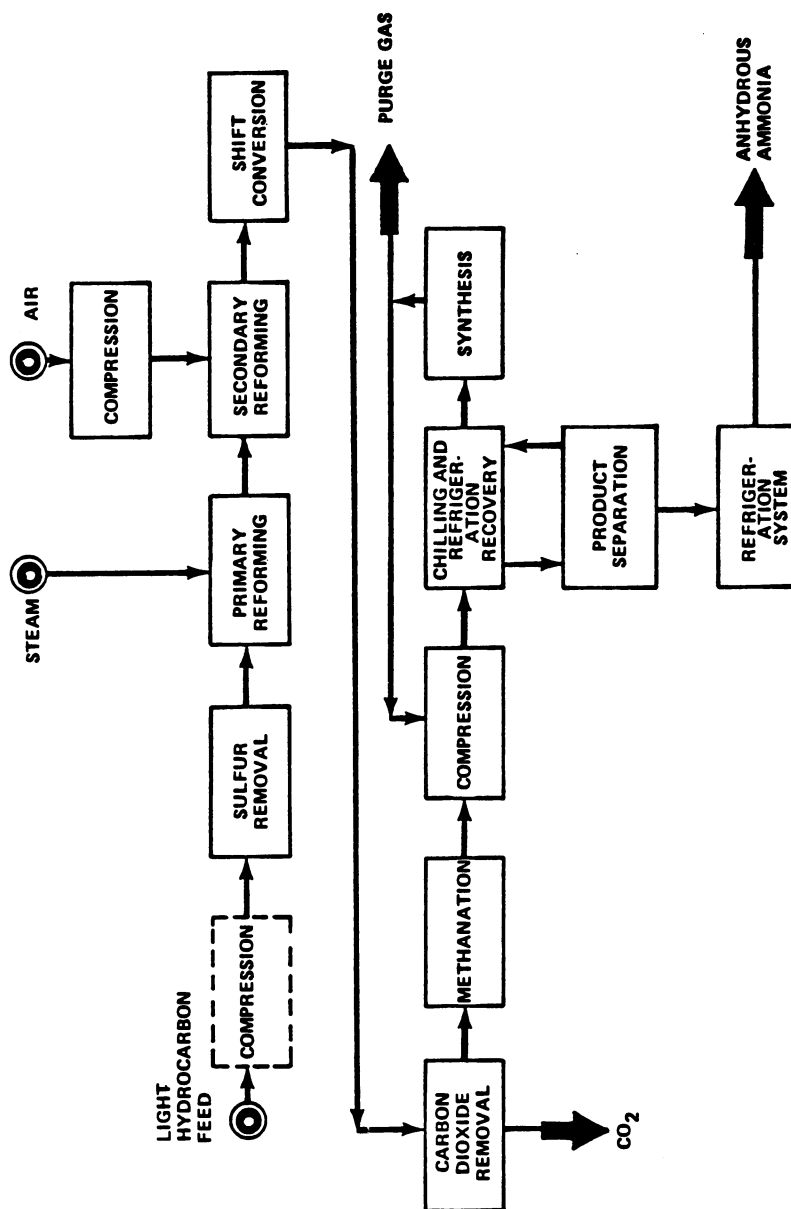 AIR
STEAM
COMPRESSION
LIGHT
HYDROCARBON
FEED
COMPRESSION
SULFUR
REMOVAL
PRIMARY
REFORMING
SECONDARY
REFORMING
SHIFT
CONVERSION
PURGE GAS
CARBON
DIOXIDE
REMOVAL
METHANATION
COMPRESSION
CHILLING AND
REFRIGER-
ATION
RECOVERY
SYNTHESIS
CO₂
PRODUCT
SEPARATION
REFRIGER-
ATION
SYSTEM
ANHYDROUS
AMMONIA